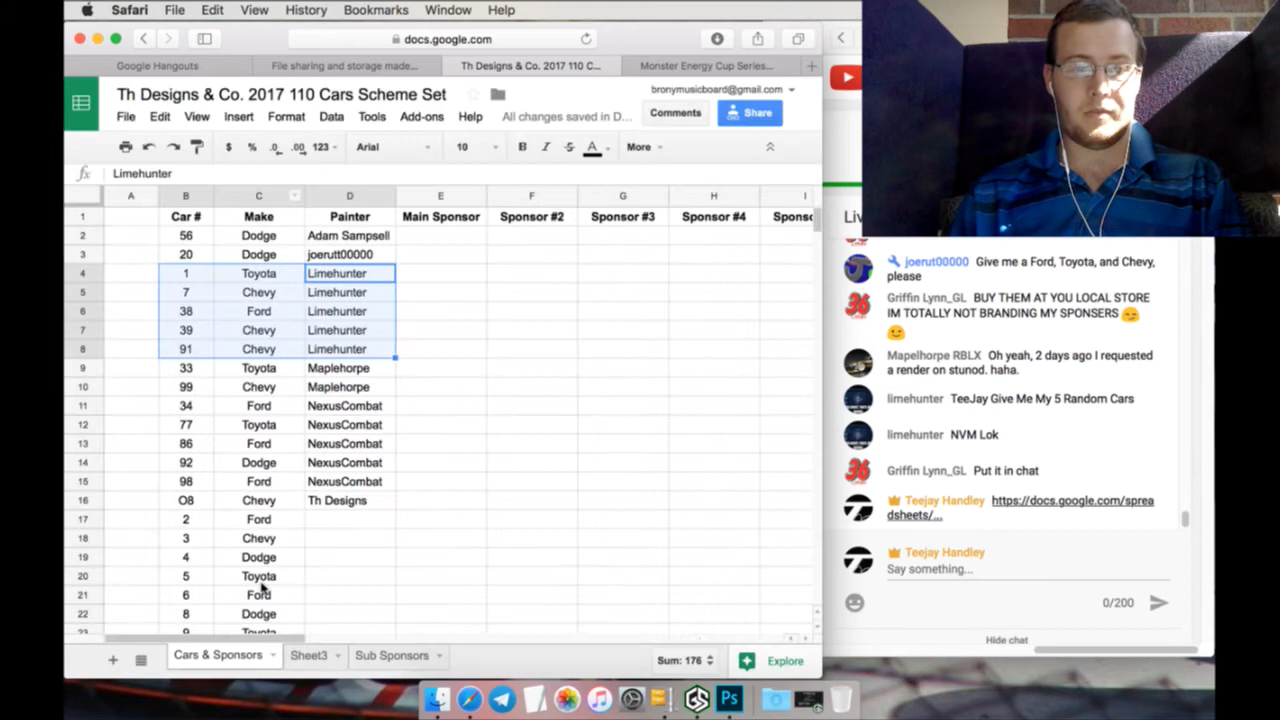 Safari File Edit View History Bookmarks Window Help
docs.google.com
Google Hangouts File sharing and storage made... Th Designs & Co. 2017 110 C... Monster Energy Cup Series...
Th Designs & Co. 2017 110 Cars Scheme Set
bronymusicboard@gmail.com
File Edit View Insert Format Data Tools Add-ons Help All changes saved in D...
Comments Share
$ % .0 .00 123 Arial 10 B I S A More
fx Limehunter
A B C D E F G H I
1 Car # Make Painter Main Sponsor Sponsor #2 Sponsor #3 Sponsor #4 Sponso
2 56 Dodge Adam Sampsell
3 20 Dodge joerutt00000
4 1 Toyota Limehunter
5 7 Chevy Limehunter
6 38 Ford Limehunter
7 39 Chevy Limehunter
8 91 Chevy Limehunter
9 33 Toyota Maplehorpe
10 99 Chevy Maplehorpe
11 34 Ford NexusCombat
12 77 Toyota NexusCombat
13 86 Ford NexusCombat
14 92 Dodge NexusCombat
15 98 Ford NexusCombat
16 O8 Chevy Th Designs
17 2 Ford
18 3 Chevy
19 4 Dodge
20 5 Toyota
21 6 Ford
22 8 Dodge
23 9 Toyota
Cars & Sponsors Sheet3 Sub Sponsors Sum: 176 Explore
Liv
joerut00000 Give me a Ford, Toyota, and Chevy,
please
Griffin Lynn_GL BUY THEM AT YOU LOCAL STORE
IM TOTALLY NOT BRANDING MY SPONSERS
Mapelhorpe RBLX Oh yeah, 2 days ago I requested
a render on stunod. haha.
limehunter TeeJay Give Me My 5 Random Cars
limehunter NVM Lok
36
Griffin Lynn_GL Put it in chat
Teejay Handley https://docs.google.com/sprea
dsheets/...
Teejay Handley
Say something...
0/200
Hide chat
GS Ps